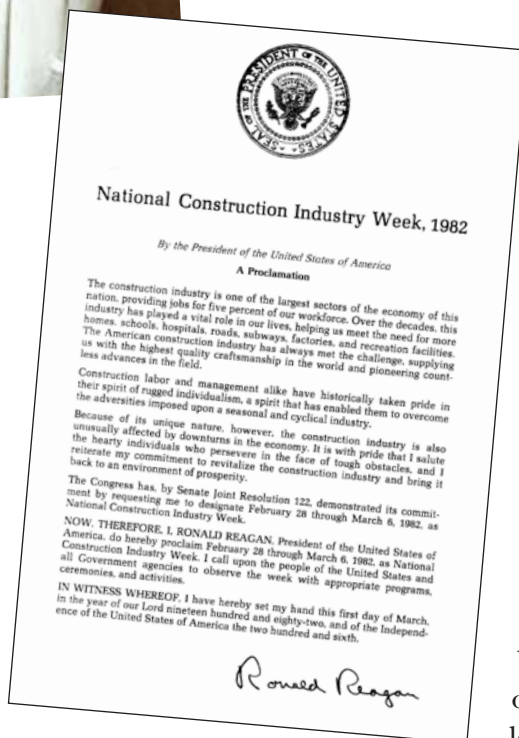 SEAL OF THE PRESIDENT OF THE UNITED STATES
National Construction Industry Week, 1982
By the President of the United States of America
A Proclamation
The construction industry is one of the largest sectors of the economy of this
nation, providing jobs for five percent of our workforce. Over the decades, this
industry has played a vital role in our lives, helping us meet the need for more
homes, schools, hospitals, roads, subways, factories, and recreation facilities.
The American construction industry has always met the challenge, supplying
us with the highest quality craftsmanship in the world and pioneering count-
less advances in the field.
Construction labor and management alike have historically taken pride in
their spirit of rugged individualism, a spirit that has enabled them to overcome
the adversities imposed upon a seasonal and cyclical industry.
Because of its unique nature, however, the construction industry is also
unusually affected by downturns in the economy. It is with pride that I salute
the hearty individuals who persevere in the face of tough obstacles, and I
reiterate my commitment to revitalize the construction industry and bring it
back to an environment of prosperity.
The Congress has, by Senate Joint Resolution 122, demonstrated its commit-
ment by requesting me to designate February 28 through March 6, 1982, as
National Construction Industry Week.
NOW, THEREFORE, I, RONALD REAGAN, President of the United States of
America, do hereby proclaim February 28 through March 6, 1982, as National
Construction Industry Week. I call upon the people of the United States and
all Government agencies to observe the week with appropriate programs,
ceremonies, and activities.
IN WITNESS WHEREOF, I have hereby set my hand this first day of March,
in the year of our Lord nineteen hundred and eighty-two, and of the Independ-
ence of the United States of America the two hundred and sixth.
Ronald Reagan